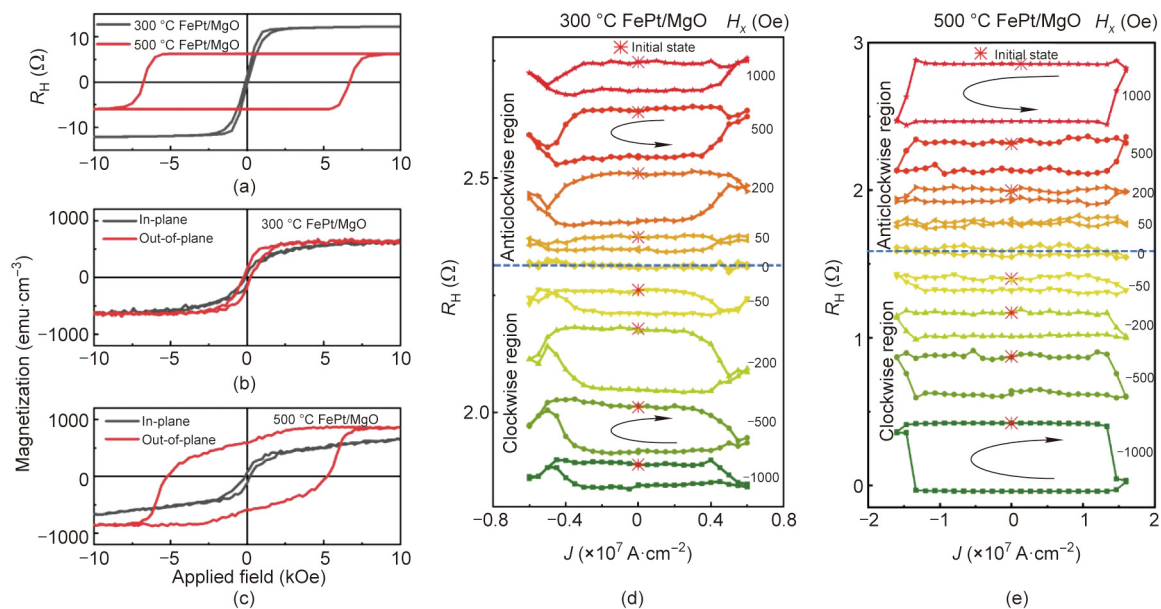 300 °C FePt/MgO
500 °C FePt/MgO
10
0
−10
R_H (Ω)
−10
−5
0
5
10
(a)
In-plane
Out-of-plane
300 °C FePt/MgO
1000
0
−1000
−10
−5
0
5
10
(b)
In-plane
Out-of-plane
500 °C FePt/MgO
1000
0
−1000
Magnetization (emu·cm⁻³)
−10
−5
0
5
10
Applied field (kOe)
(c)
300 °C FePt/MgO H_x (Oe)
Initial state
1000
500
200
50
0
−50
−200
−500
−1000
Anticlockwise region
Clockwise region
2.5
2.0
R_H (Ω)
−0.8
−0.4
0
0.4
0.8
J (×10⁷ A·cm⁻²)
(d)
500 °C FePt/MgO H_x (Oe)
Initial state
1000
500
200
50
0
−50
−200
−500
−1000
Anticlockwise region
Clockwise region
3
2
1
0
R_H (Ω)
−2
−1
0
1
2
J (×10⁷ A·cm⁻²)
(e)